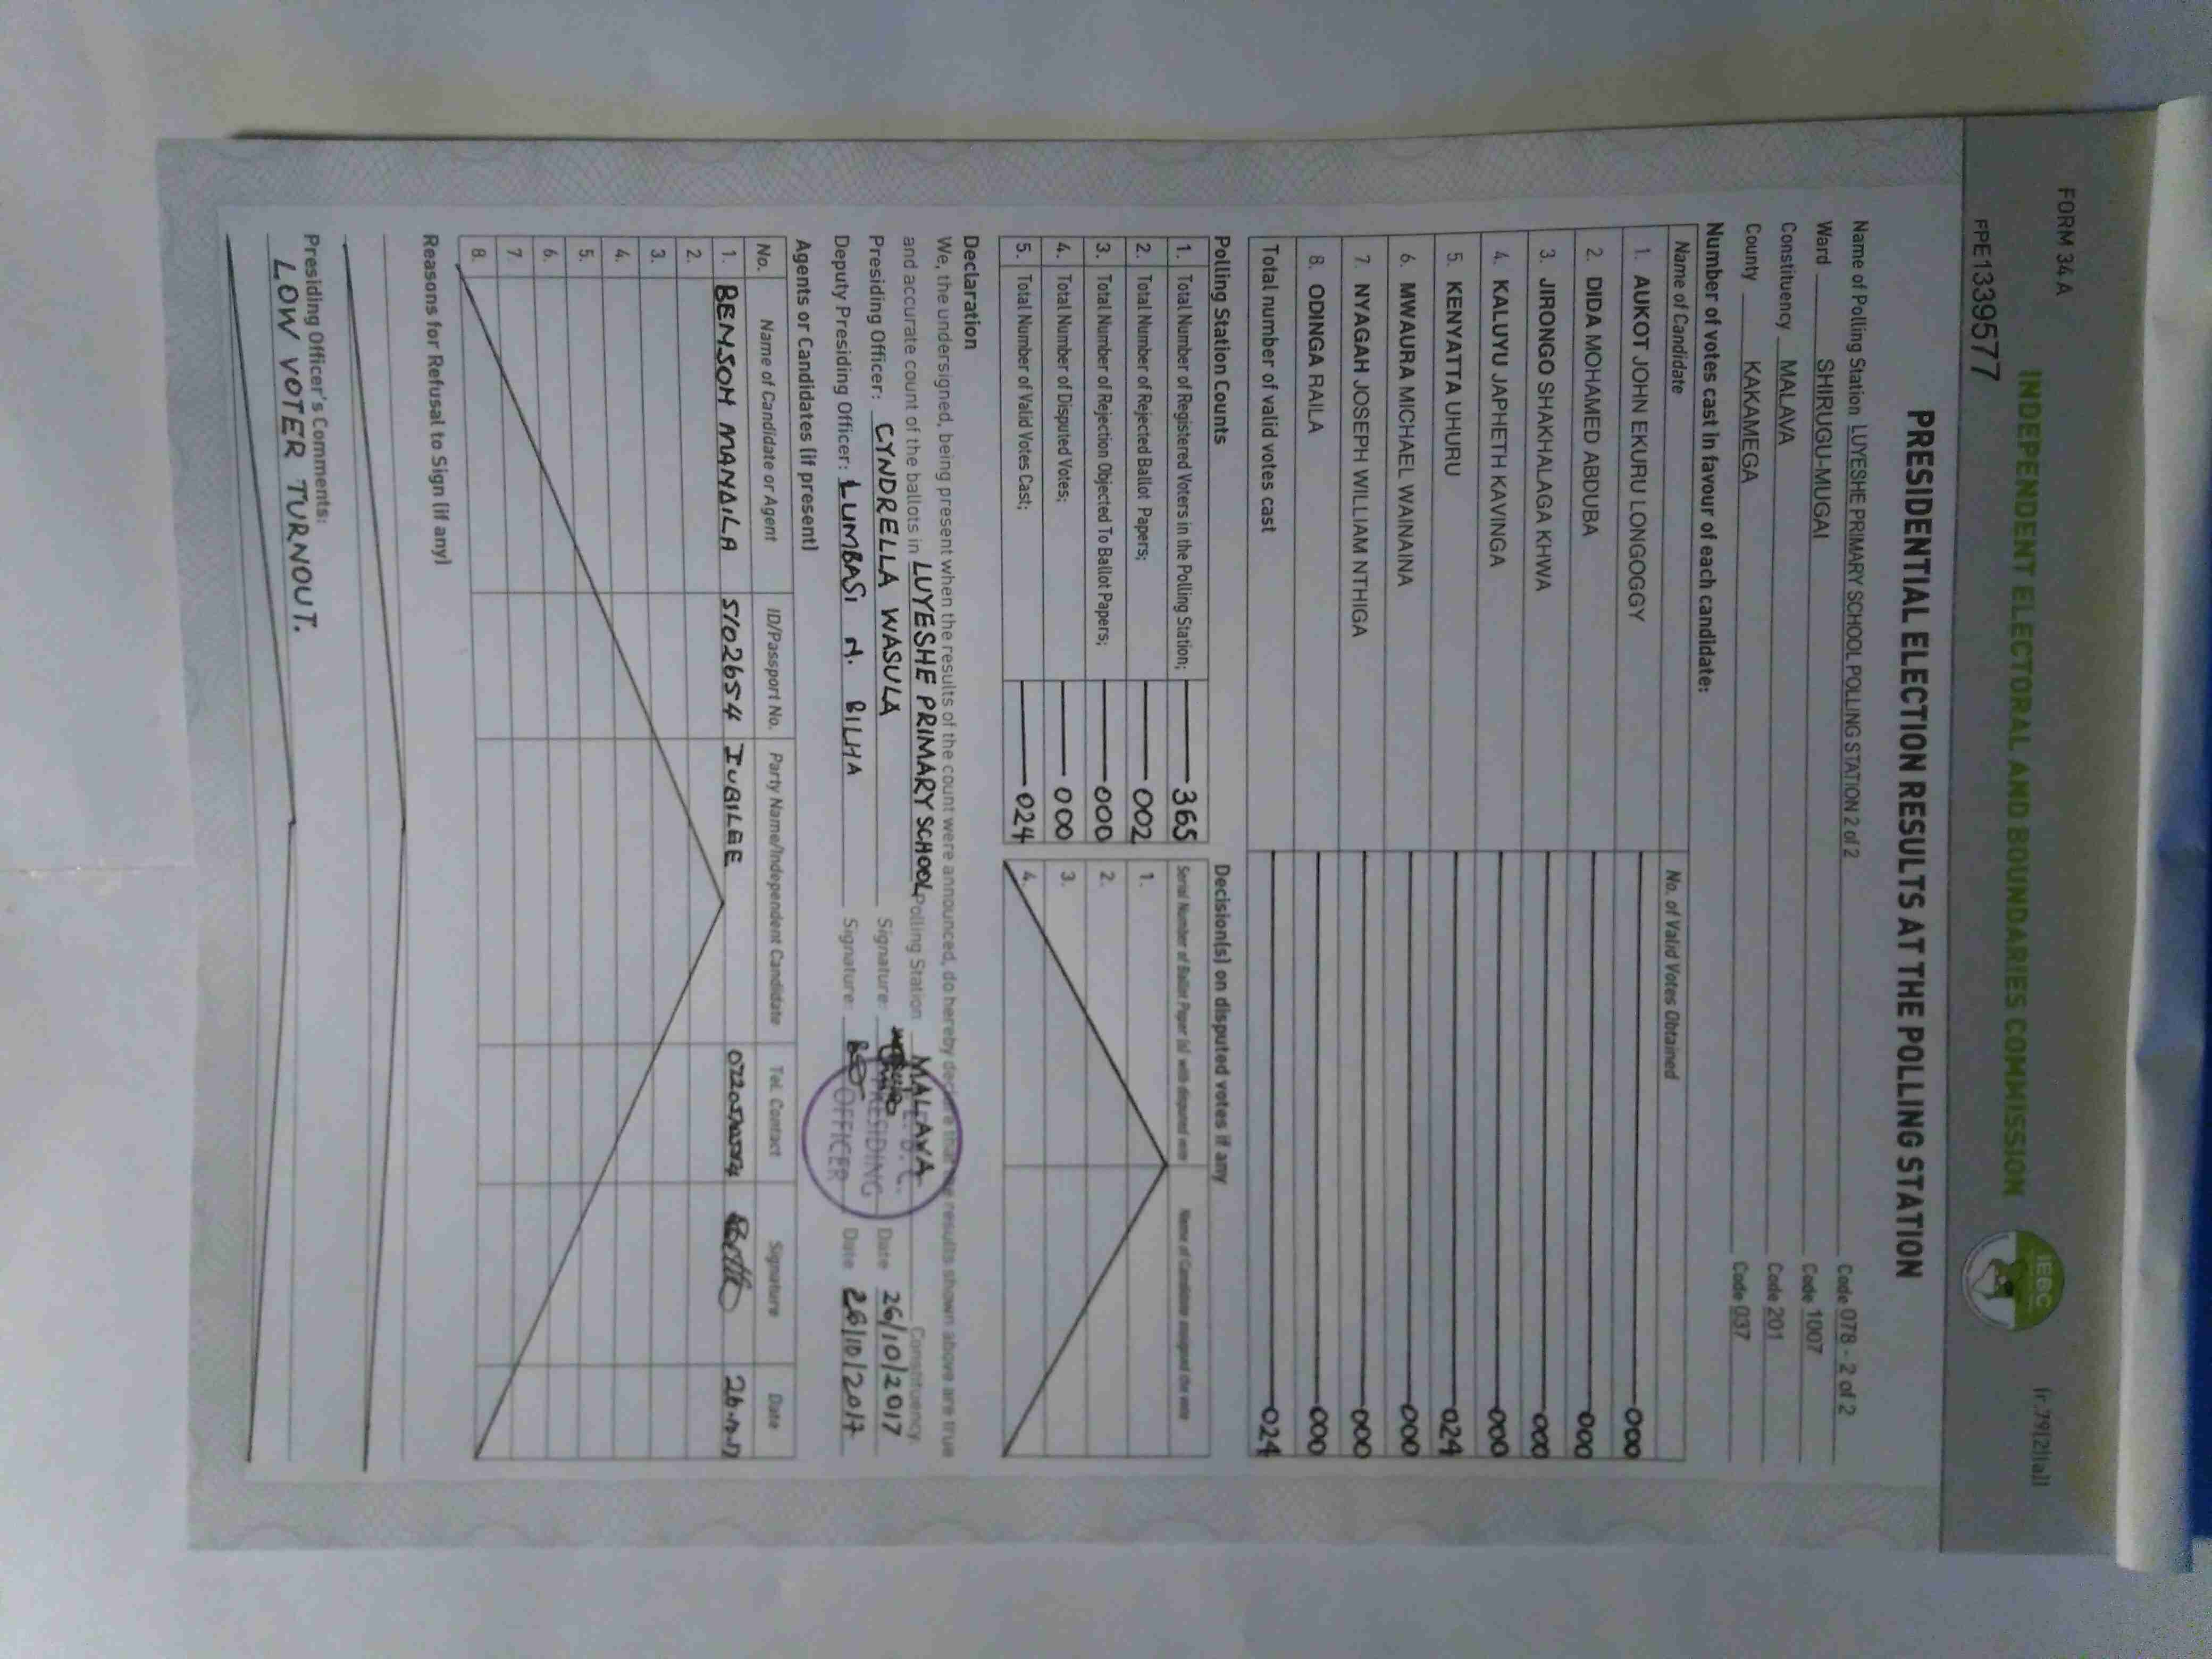 FORM 34 A
(r.79(2)(a))
INDEPENDENT ELECTORAL AND BOUNDARIES COMMISSION
IEBC
FPE1339577
PRESIDENTIAL ELECTION RESULTS AT THE POLLING STATION
Name of Polling Station LUYESHE PRIMARY SCHOOL POLLING STATION 2 of 2 Code 078 - 2 of 2
Ward SHIRUGU-MUGAI Code 1007
Constituency MALAVA Code 201
County KAKAMEGA Code 037
Number of votes cast in favour of each candidate:
Name of Candidate No. of Valid Votes Obtained
1. AUKOT JOHN EKURU LONGOGGY 000
2. DIDA MOHAMED ABDUBA 000
3. JIRONGO SHAKHALAGA KHWA 000
4. KALUYU JAPHETH KAVINGA 000
5. KENYATTA UHURU 024
6. MWAURA MICHAEL WAINAINA 000
7. NYAGAH JOSEPH WILLIAM NTHIGA 000
8. ODINGA RAILA 000
Total number of valid votes cast 024
Polling Station Counts Decision(s) on disputed votes if any
1. Total Number of Registered Voters in the Polling Station; 365
2. Total Number of Rejected Ballot Papers; 002
3. Total Number of Rejection Objected To Ballot Papers; 000
4. Total Number of Disputed Votes; 000
5. Total Number of Valid Votes Cast; 024
Serial Number of Ballot Paper (s) with disputed vote Name of Candidate assigned the vote
1.
2.
3.
4.
Declaration
We, the undersigned, being present when the results of the count were announced, do hereby declare that the results shown above are true
and accurate count of the ballots in LUYESHE PRIMARY SCHOOL Polling Station MALAVA Constituency.
Presiding Officer: CYNDRELLA WASULA Signature: Date 26/10/2017
Deputy Presiding Officer: LUMBASI N. BILHA Signature: Date 26/10/2017
PRESIDING
OFFICER
Agents or Candidates (if present)
No. Name of Candidate or Agent ID/Passport No. Party Name/Independent Candidate Tel. Contact Signature Date
1. BENSON MANDILA 5102654 JUBILEE
2.
3.
4.
5.
6.
7.
8.
Reasons for Refusal to Sign (if any)
Presiding Officer's Comments:
LOW VOTER TURNOUT.